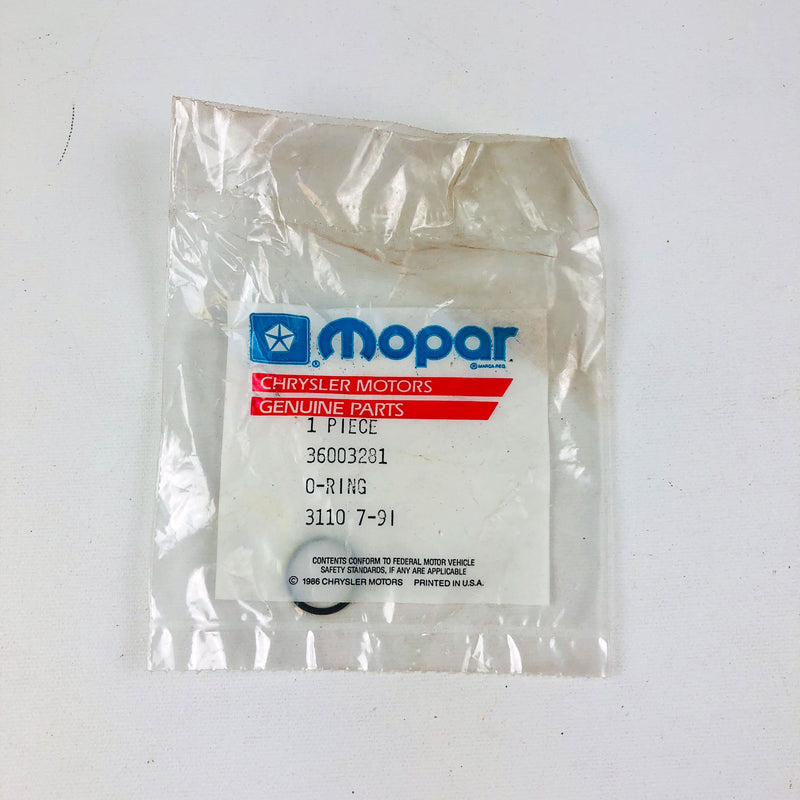 mopar
® ® MARCA REG.
CHRYSLER MOTORS
GENUINE PARTS
1 PIECE
36003281
O-RING
3110 7-91
CONTENTS CONFORM TO FEDERAL MOTOR VEHICLE
SAFETY STANDARDS, IF ANY ARE APPLICABLE
© 1986 CHRYSLER MOTORS PRINTED IN U.S.A.